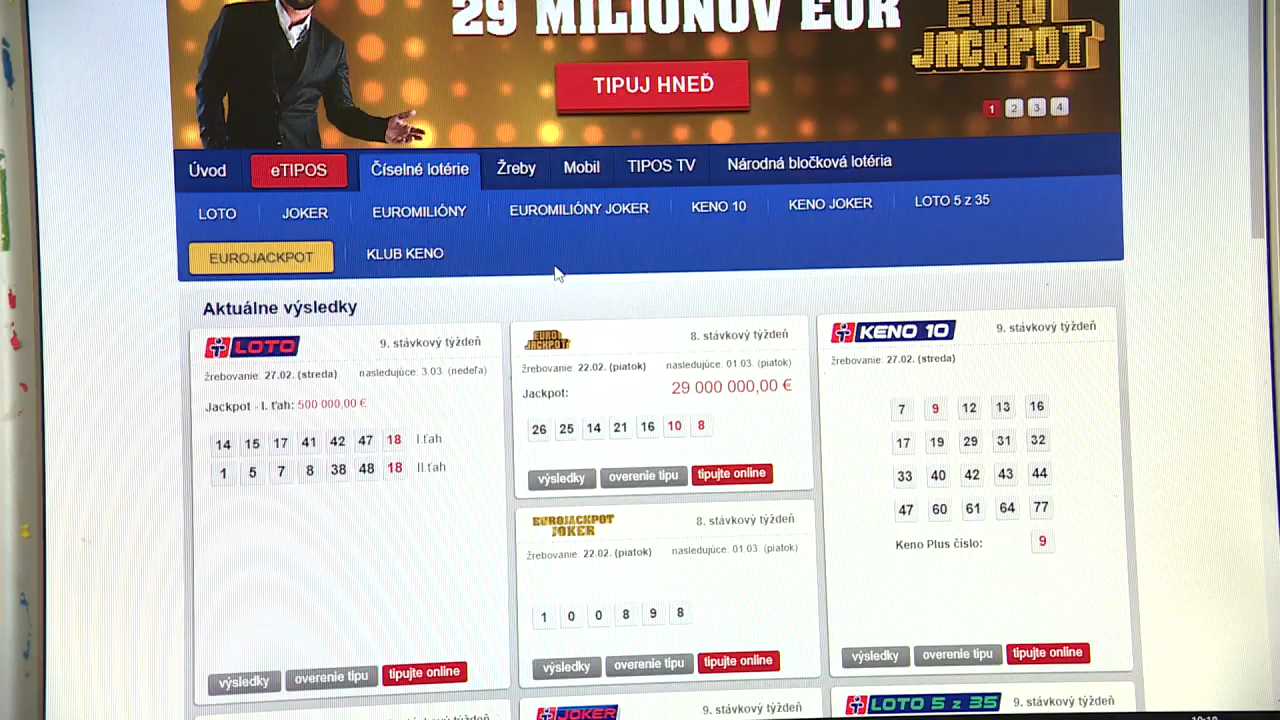 29 MILIÓNOV EUR
EURO
JACKPOT
TIPUJ HNEĎ
1 2 3 4
Úvod eTIPOS Číselné lotérie Žreby Mobil TIPOS TV Národná bločková lotéria
LOTO JOKER EUROMILIÓNY EUROMILIÓNY JOKER KENO 10 KENO JOKER LOTO 5 z 35
EUROJACKPOT KLUB KENO
Aktuálne výsledky
LOTO 9. stávkový týždeň
žrebovanie: 27.02. (streda) nasledujúce: 3.03. (nedeľa)
Jackpot - I. ťah: 500 000,00 €
14 15 17 41 42 47 18 I.ťah
1 5 7 8 38 48 18 II.ťah
výsledky overenie tipu tipujte online
EURO
JACKPOT 8. stávkový týždeň
žrebovanie: 22.02. (piatok) nasledujúce: 01.03. (piatok)
Jackpot: 29 000 000,00 €
26 25 14 21 16 10 8
výsledky overenie tipu tipujte online
EUROJACKPOT
JOKER 8. stávkový týždeň
žrebovanie: 22.02. (piatok) nasledujúce: 01.03. (piatok)
1 0 0 8 9 8
výsledky overenie tipu tipujte online
KENO 10 9. stávkový týždeň
žrebovanie: 27.02. (streda)
7 9 12 13 16
17 19 29 31 32
33 40 42 43 44
47 60 61 64 77
Keno Plus číslo: 9
výsledky overenie tipu tipujte online
JOKER 9. stávkový týždeň
LOTO 5 z 35 9. stávkový týždeň